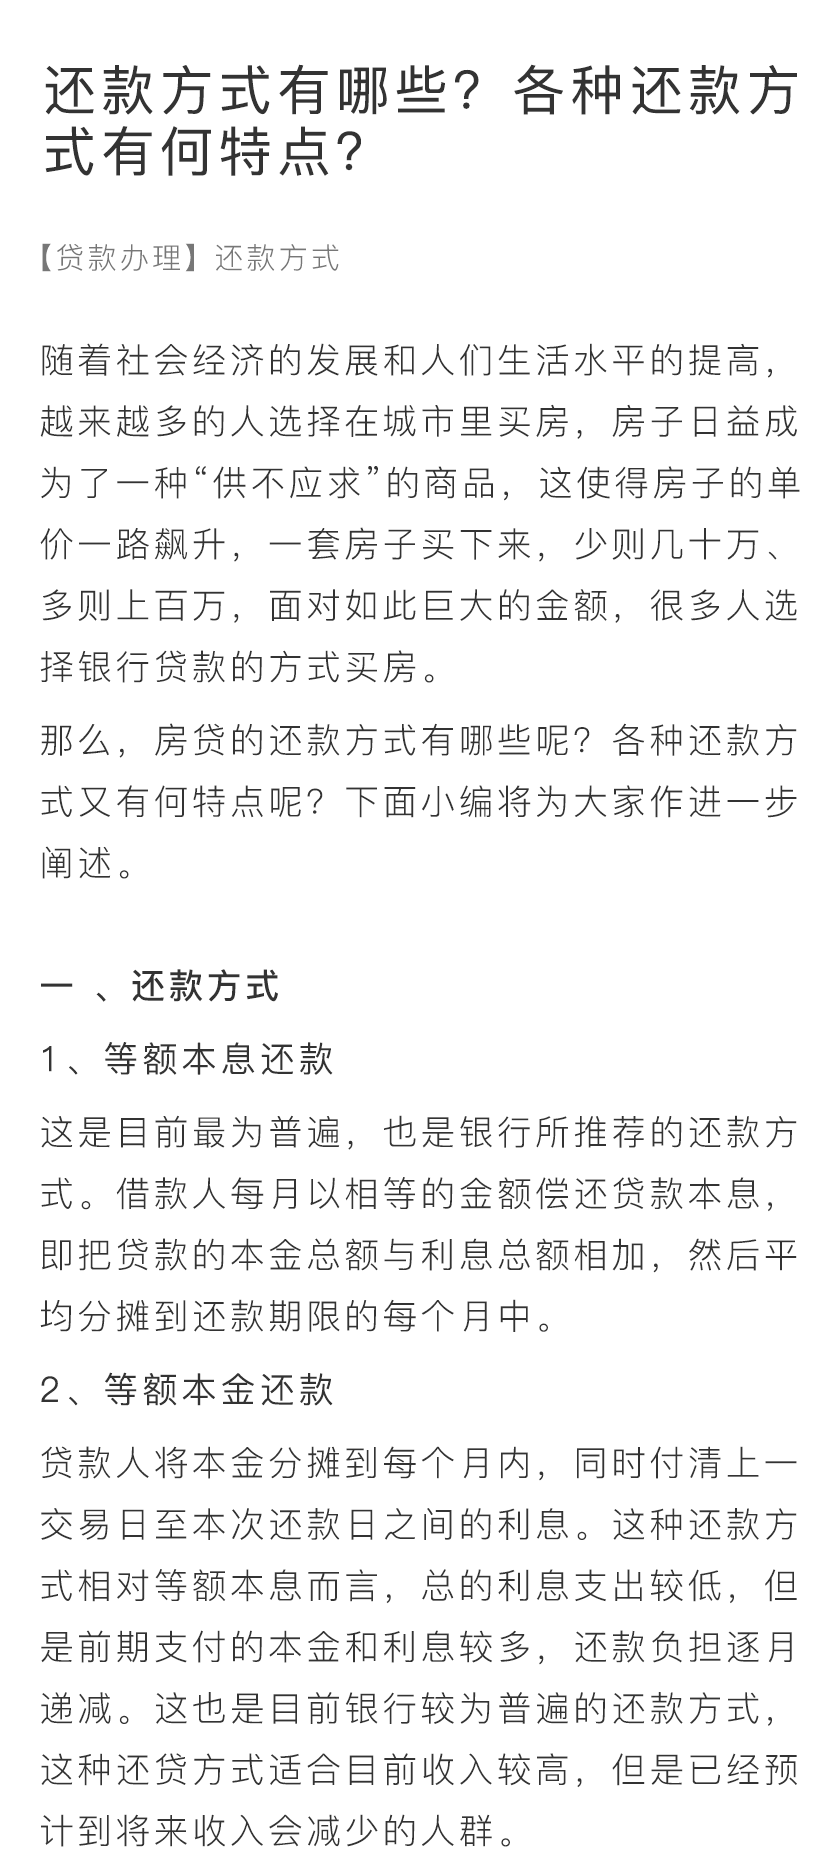 还款方式有哪些？各种还款方
式有何特点？
【贷款办理】还款方式
随着社会经济的发展和人们生活水平的提高，
越来越多的人选择在城市里买房，房子日益成
为了一种“供不应求”的商品，这使得房子的单
价一路飙升，一套房子买下来，少则几十万、
多则上百万，面对如此巨大的金额，很多人选
择银行贷款的方式买房。
那么，房贷的还款方式有哪些呢？各种还款方
式又有何特点呢？下面小编将为大家作进一步
阐述。
一 、还款方式
1、等额本息还款
这是目前最为普遍，也是银行所推荐的还款方
式。借款人每月以相等的金额偿还贷款本息，
即把贷款的本金总额与利息总额相加，然后平
均分摊到还款期限的每个月中。
2、等额本金还款
贷款人将本金分摊到每个月内，同时付清上一
交易日至本次还款日之间的利息。这种还款方
式相对等额本息而言，总的利息支出较低，但
是前期支付的本金和利息较多，还款负担逐月
递减。这也是目前银行较为普遍的还款方式，
这种还贷方式适合目前收入较高，但是已经预
计到将来收入会减少的人群。